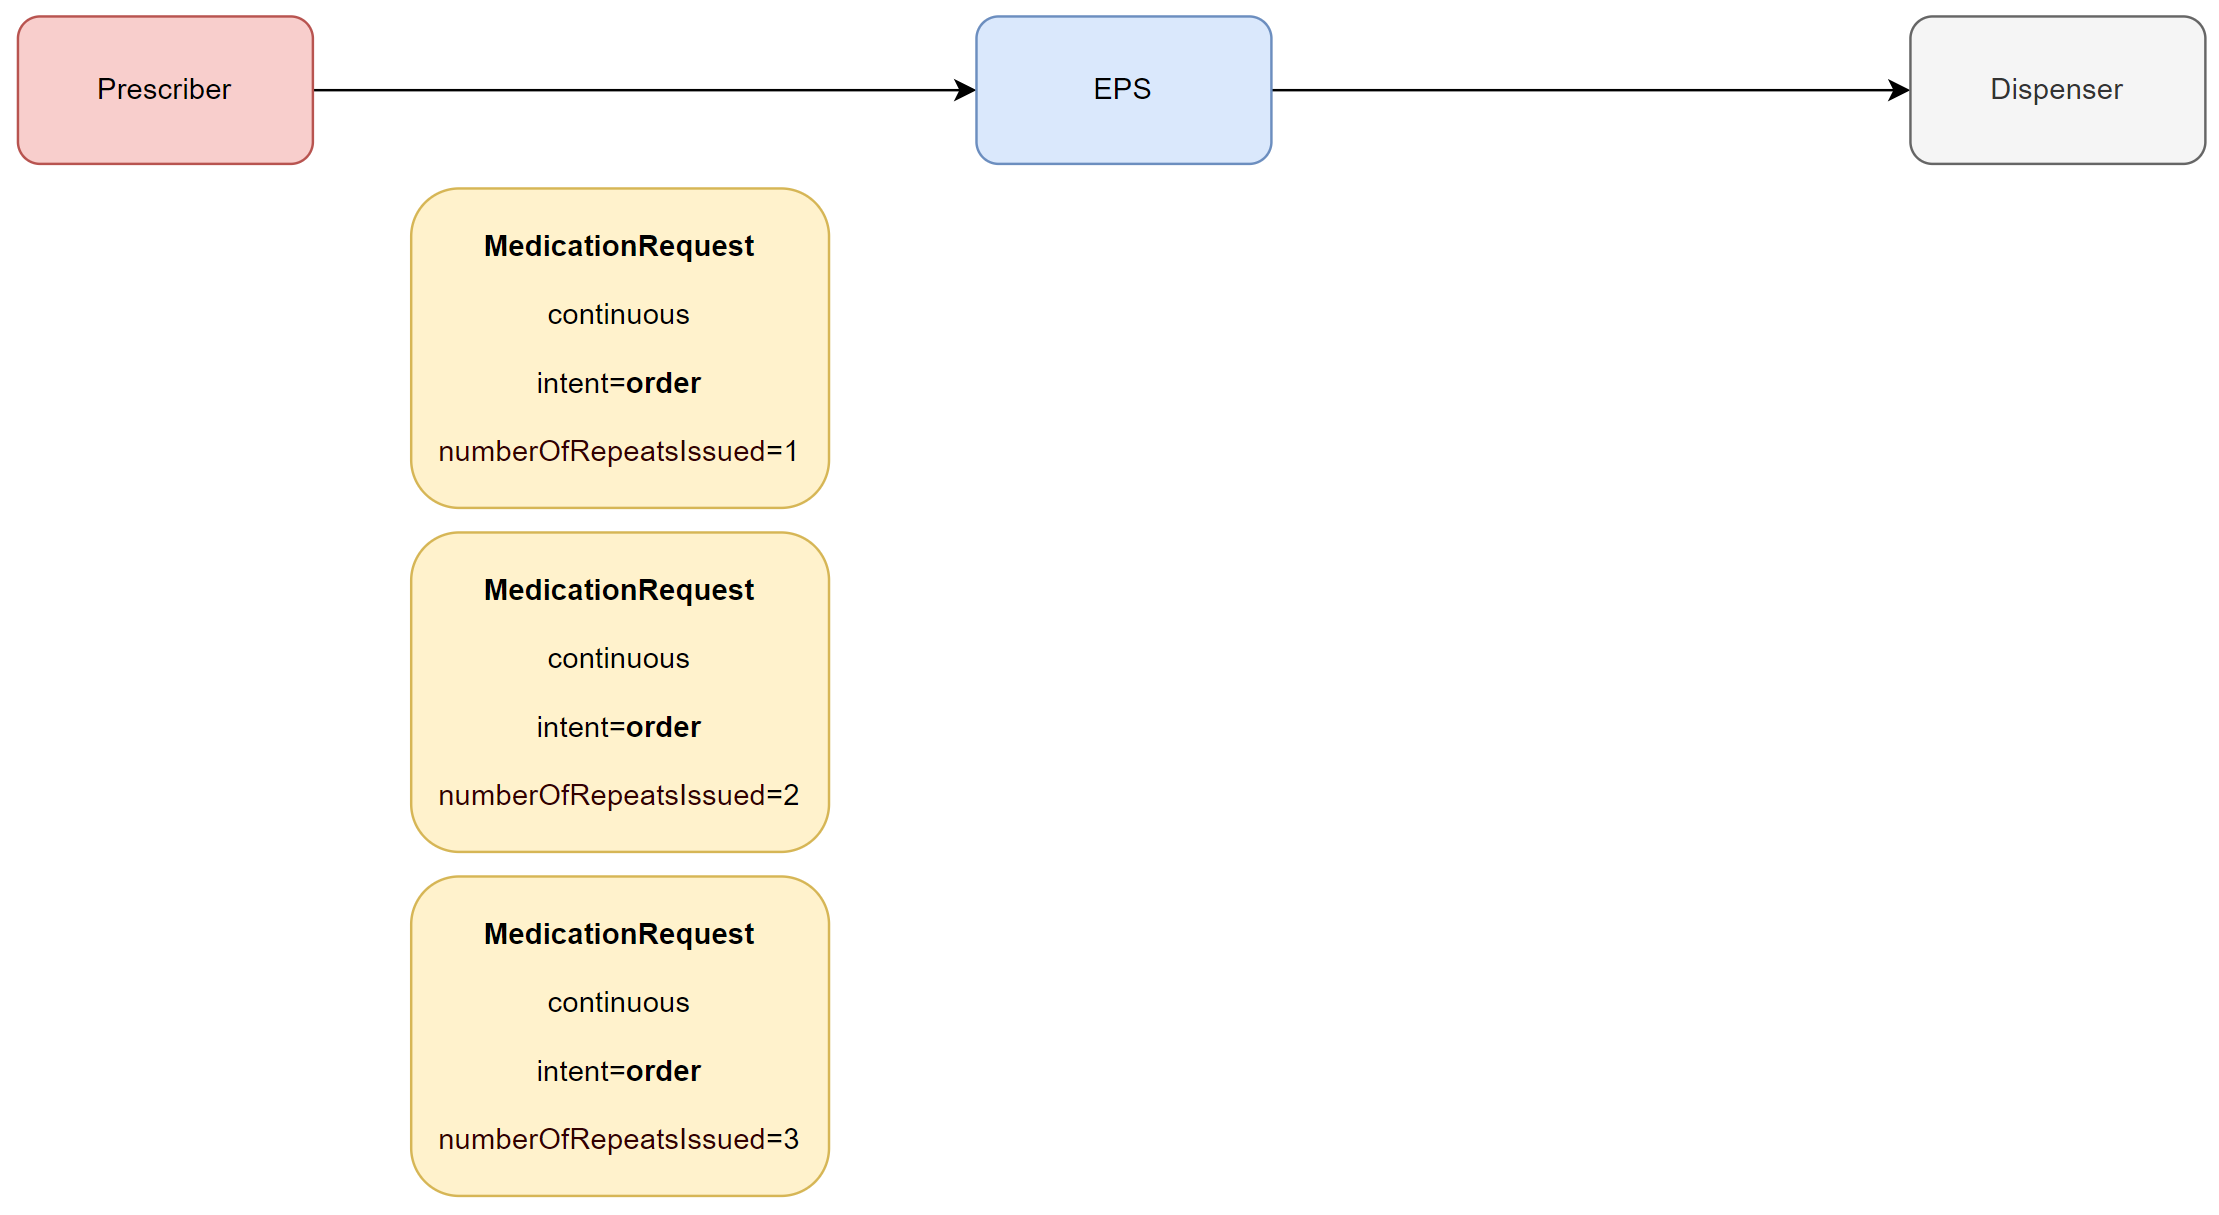 Prescriber
EPS
Dispenser
MedicationRequest
continuous
intent=order
numberOfRepeatsIssued=1
MedicationRequest
continuous
intent=order
numberOfRepeatsIssued=2
MedicationRequest
continuous
intent=order
numberOfRepeatsIssued=3